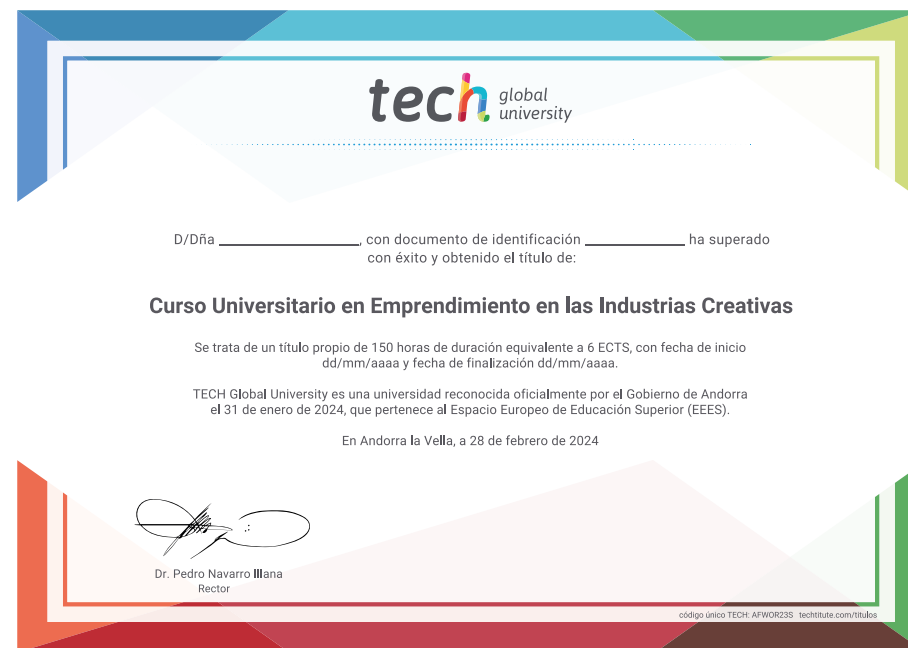 tech global university
D/Dña ____________________, con documento de identificación ______________ ha superado
con éxito y obtenido el título de:
Curso Universitario en Emprendimiento en las Industrias Creativas
Se trata de un título propio de 150 horas de duración equivalente a 6 ECTS, con fecha de inicio
dd/mm/aaaa y fecha de finalización dd/mm/aaaa.
TECH Global University es una universidad reconocida oficialmente por el Gobierno de Andorra
el 31 de enero de 2024, que pertenece al Espacio Europeo de Educación Superior (EEES).
En Andorra la Vella, a 28 de febrero de 2024
Dr. Pedro Navarro Illana
Rector
código único TECH: AFWOR23S techtitute.com/titulos